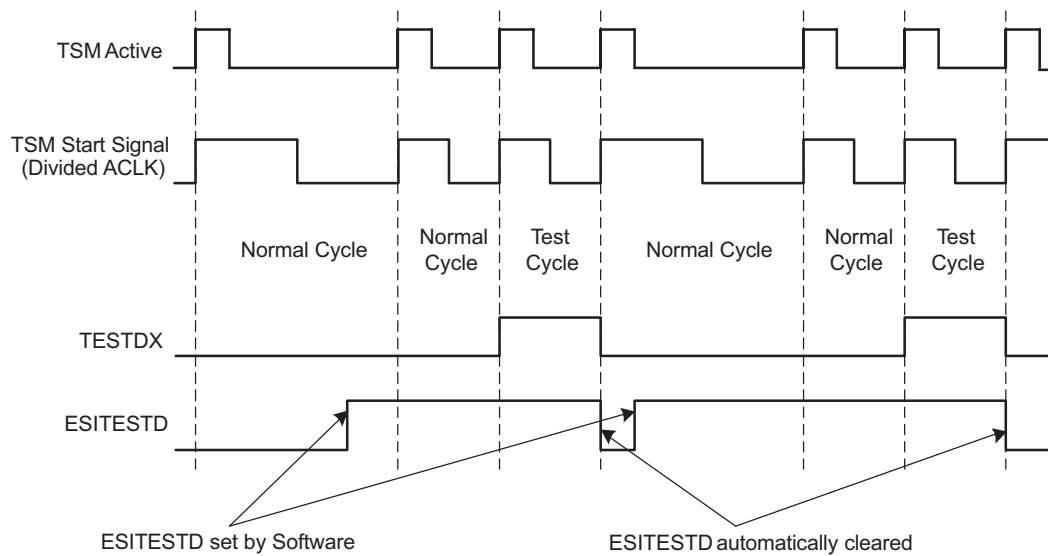 TSM Active
TSM Start Signal
(Divided ACLK)
Normal Cycle
Normal
Cycle
Test
Cycle
Normal Cycle
Normal
Cycle
Test
Cycle
TESTDX
ESITESTD
ESITESTD set by Software
ESITESTD automatically cleared